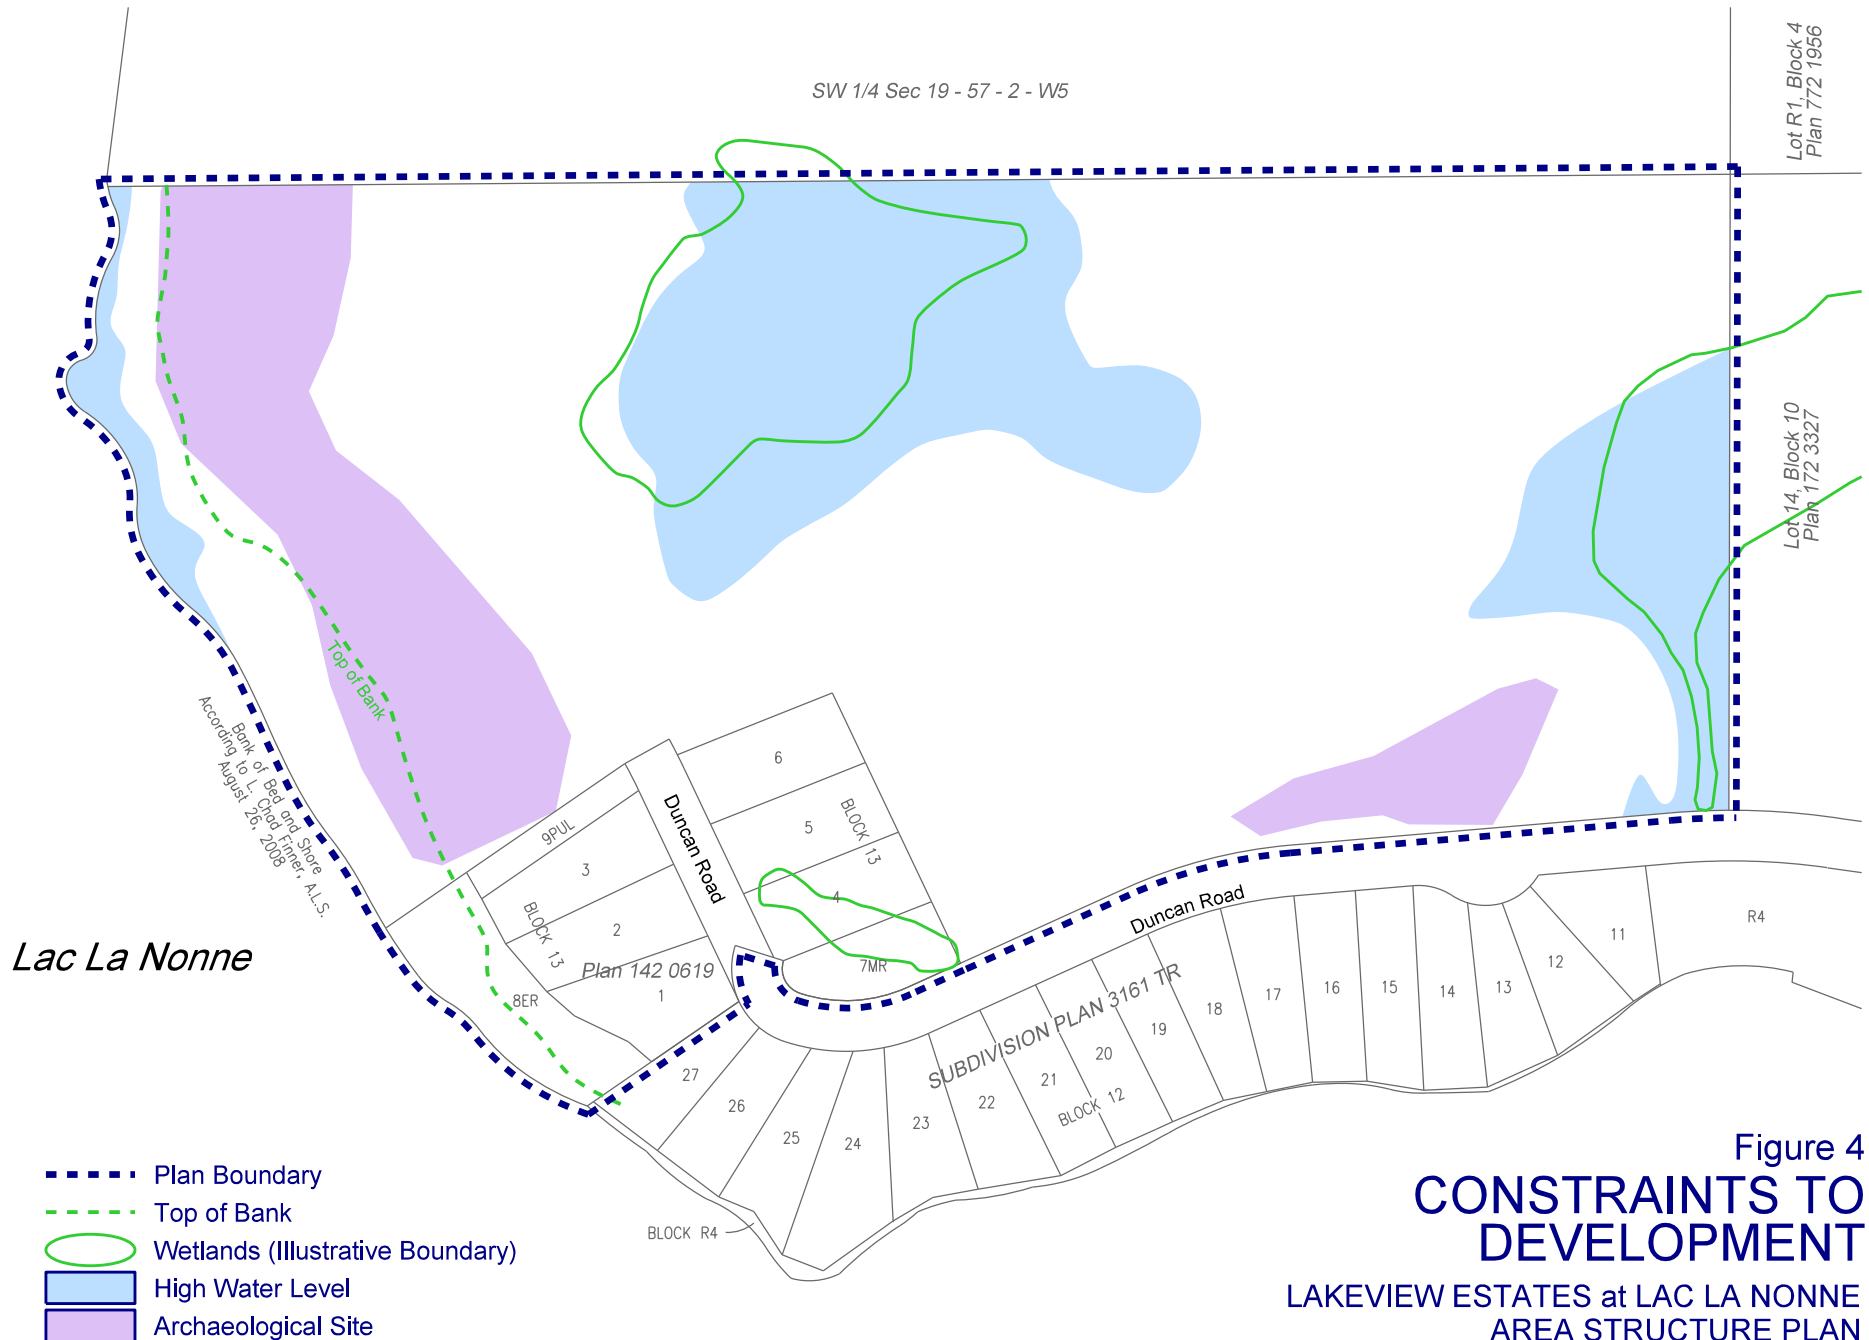 SW 1/4 Sec 19 - 57 - 2 - W5
Lot R1, Block 4
Plan 772 1956
Lot 14, Block 10
Plan 172 3327
Top of Bank
Bank of Bed and Shore
According to L. Chad Finner, A.L.S.
August 26, 2008
Lac La Nonne
9PUL
3
2
1
BLOCK 13
8ER
Plan 142 0619
Duncan Road
6
5
4
BLOCK 13
7MR
Duncan Road
SUBDIVISION PLAN 3161 TR
BLOCK 12
27
26
25
24
23
22
21
20
19
18
17
16
15
14
13
12
11
R4
BLOCK R4
Plan Boundary
Top of Bank
Wetlands (Illustrative Boundary)
High Water Level
Archaeological Site
Figure 4
CONSTRAINTS TO
DEVELOPMENT
LAKEVIEW ESTATES at LAC LA NONNE
AREA STRUCTURE PLAN